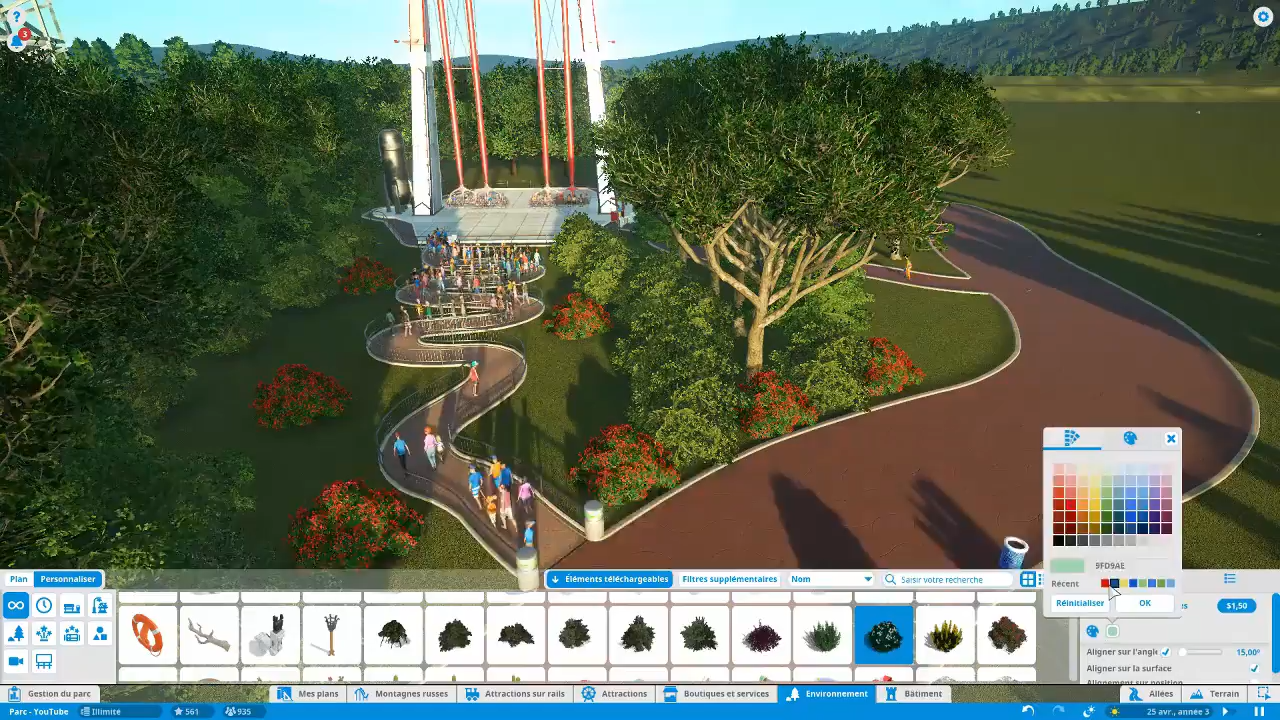 ?
3
9FD9AE
Récent
Réinitialiser
OK
Plan
Personnaliser
Éléments téléchargeables
Filtres supplémentaires
Nom
Saisir votre recherche
$1,50
Aligner sur l'angle
15,00°
Aligner sur la surface
Gestion du parc
Mes plans
Montagnes russes
Attractions sur rails
Attractions
Boutiques et services
Environnement
Bâtiment
Allées
Terrain
Parc - YouTube
Illimité
561
935
25 avr., année 3